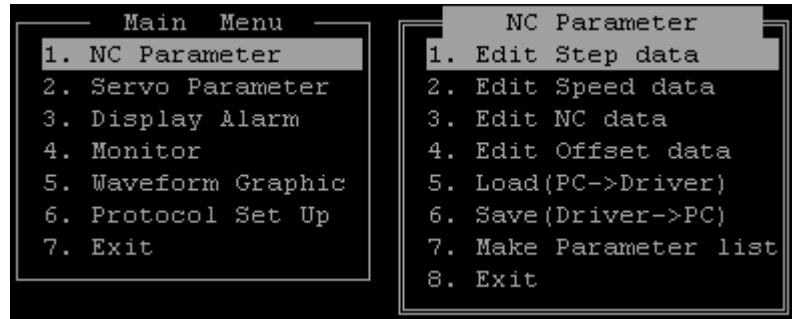 Main Menu
1. NC Parameter
2. Servo Parameter
3. Display Alarm
4. Monitor
5. Waveform Graphic
6. Protocol Set Up
7. Exit
NC Parameter
1. Edit Step data
2. Edit Speed data
3. Edit NC data
4. Edit Offset data
5. Load(PC->Driver)
6. Save(Driver->PC)
7. Make Parameter list
8. Exit